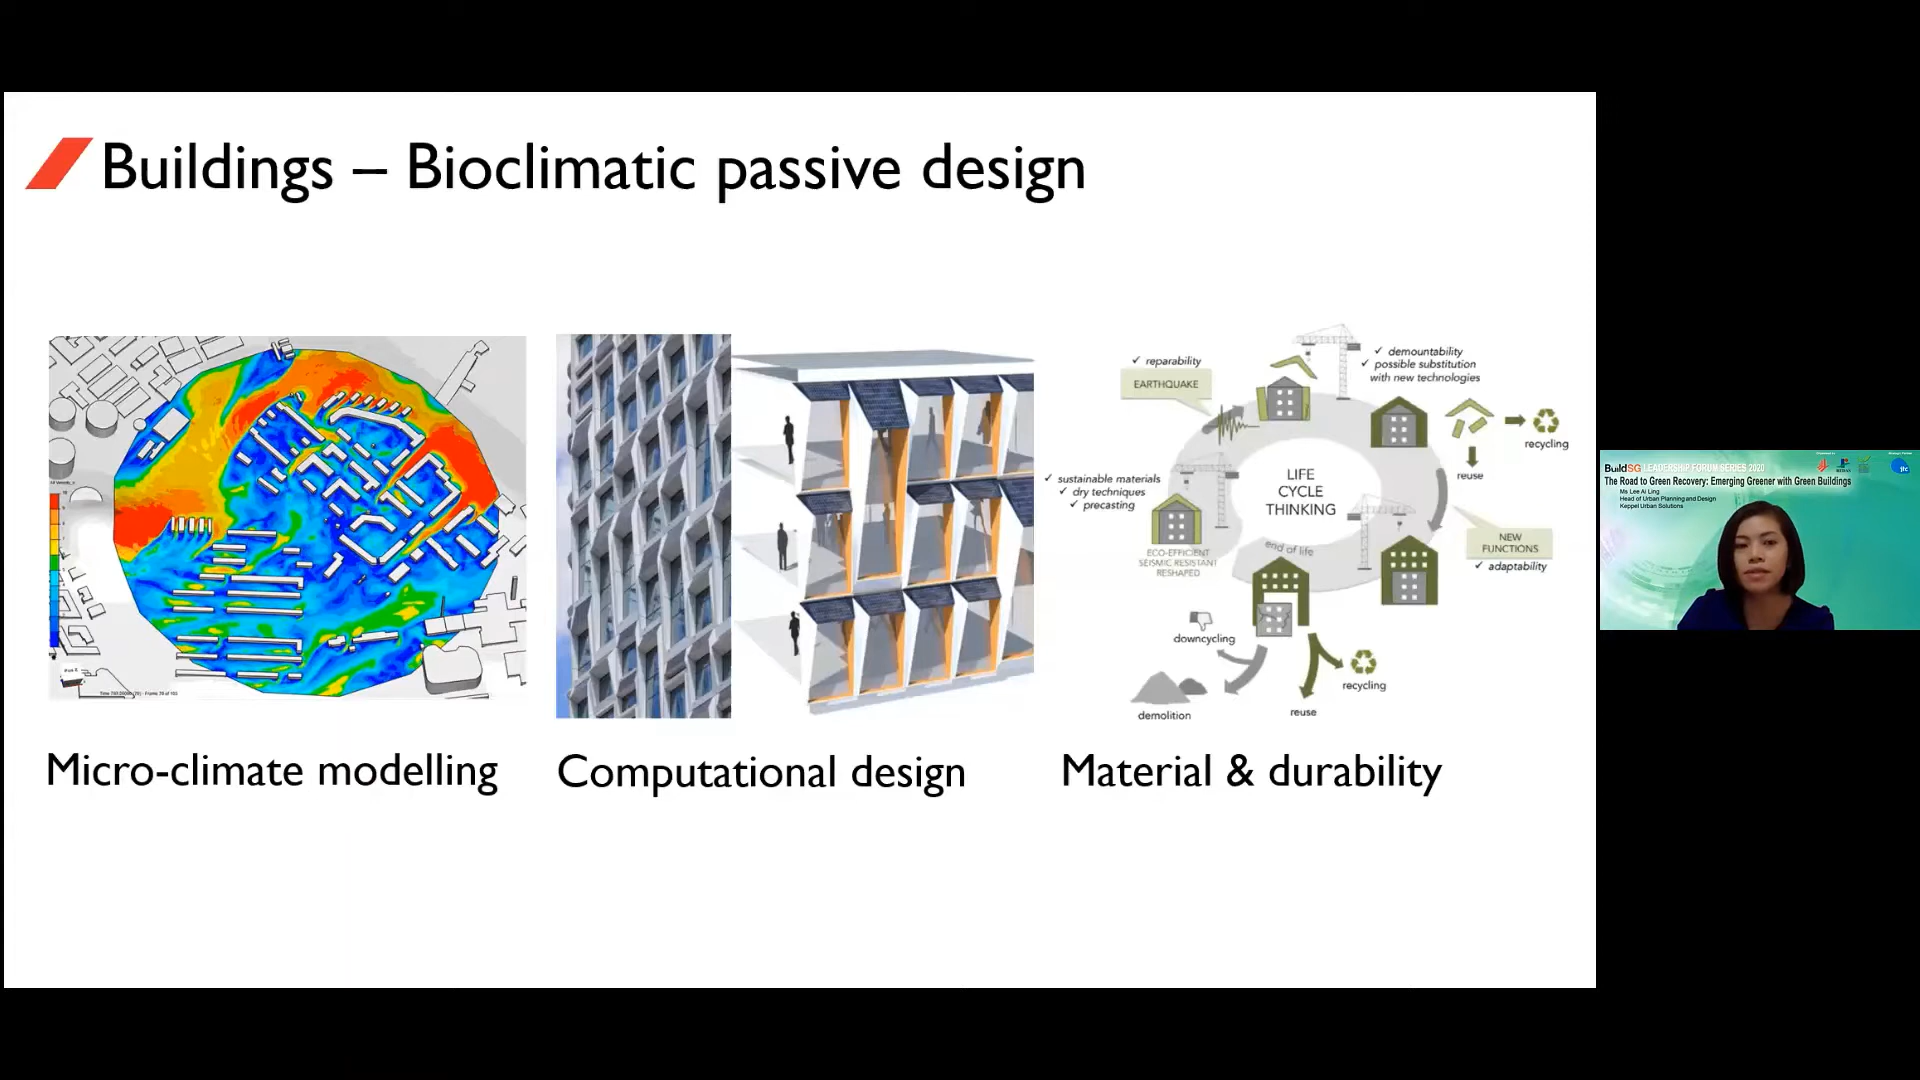 Buildings – Bioclimatic passive design
✓ reparability
EARTHQUAKE
✓ demountability
✓ possible substitution
with new technologies
recycling
reuse
✓ sustainable materials
✓ dry techniques
✓ precasting
LIFE
CYCLE
THINKING
ECO-EFFICIENT
SEISMIC RESISTANT
RESHAPED
end of life
NEW
FUNCTIONS
✓ adaptability
downcycling
demolition
recycling
reuse
Micro-climate modelling
Computational design
Material & durability
BuildSG LEADERSHIP FORUM SERIES 2020
The Road to Green Recovery: Emerging Greener with Green Buildings
Ms Lee Ai Ling
Head of Urban Planning and Design
Keppel Urban Solutions